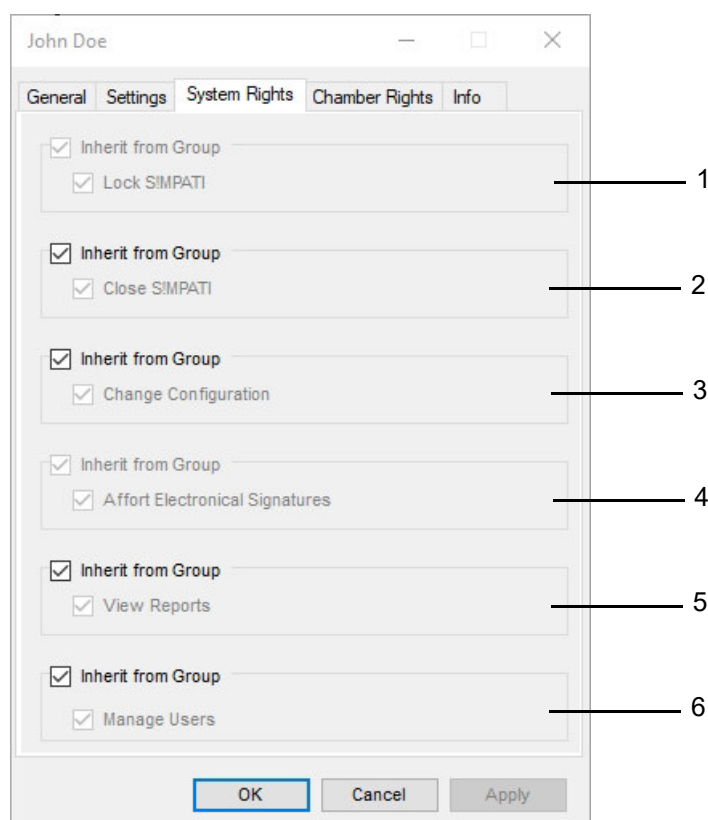 John Doe
General Settings System Rights Chamber Rights Info
Inherit from Group
Lock S!MPATI
1
Inherit from Group
Close S!MPATI
2
Inherit from Group
Change Configuration
3
Inherit from Group
Affort Electronical Signatures
4
Inherit from Group
View Reports
5
Inherit from Group
Manage Users
6
OK Cancel Apply